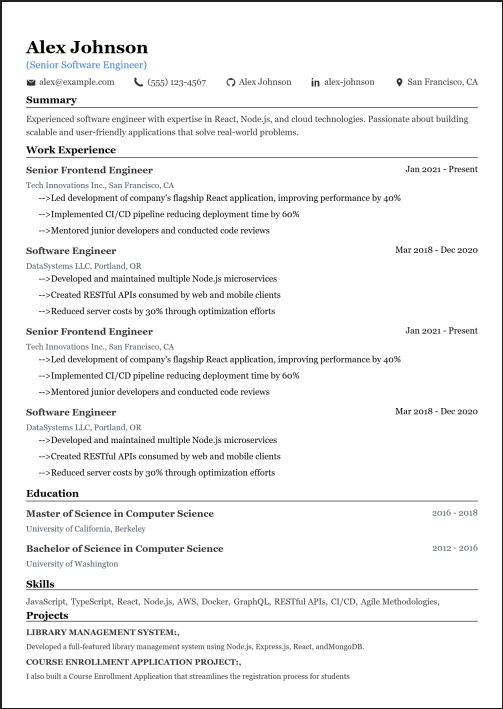 Alex Johnson
(Senior Software Engineer)
alex@example.com (555) 123-4567 Alex Johnson alex-johnson San Francisco, CA
Summary
Experienced software engineer with expertise in React, Node.js, and cloud technologies. Passionate about building
scalable and user-friendly applications that solve real-world problems.
Work Experience
Senior Frontend Engineer Jan 2021 - Present
Tech Innovations Inc., San Francisco, CA
-->Led development of company's flagship React application, improving performance by 40%
-->Implemented CI/CD pipeline reducing deployment time by 60%
-->Mentored junior developers and conducted code reviews
Software Engineer Mar 2018 - Dec 2020
DataSystems LLC, Portland, OR
-->Developed and maintained multiple Node.js microservices
-->Created RESTful APIs consumed by web and mobile clients
-->Reduced server costs by 30% through optimization efforts
Senior Frontend Engineer Jan 2021 - Present
Tech Innovations Inc., San Francisco, CA
-->Led development of company's flagship React application, improving performance by 40%
-->Implemented CI/CD pipeline reducing deployment time by 60%
-->Mentored junior developers and conducted code reviews
Software Engineer Mar 2018 - Dec 2020
DataSystems LLC, Portland, OR
-->Developed and maintained multiple Node.js microservices
-->Created RESTful APIs consumed by web and mobile clients
-->Reduced server costs by 30% through optimization efforts
Education
Master of Science in Computer Science 2016 - 2018
University of California, Berkeley
Bachelor of Science in Computer Science 2012 - 2016
University of Washington
Skills
JavaScript, TypeScript, React, Node.js, AWS, Docker, GraphQL, RESTful APIs, CI/CD, Agile Methodologies,
Projects
LIBRARY MANAGEMENT SYSTEM:,
Developed a full-featured library management system using Node.js, Express.js, React, andMongoDB.
COURSE ENROLLMENT APPLICATION PROJECT:,
I also built a Course Enrollment Application that streamlines the registration process for students